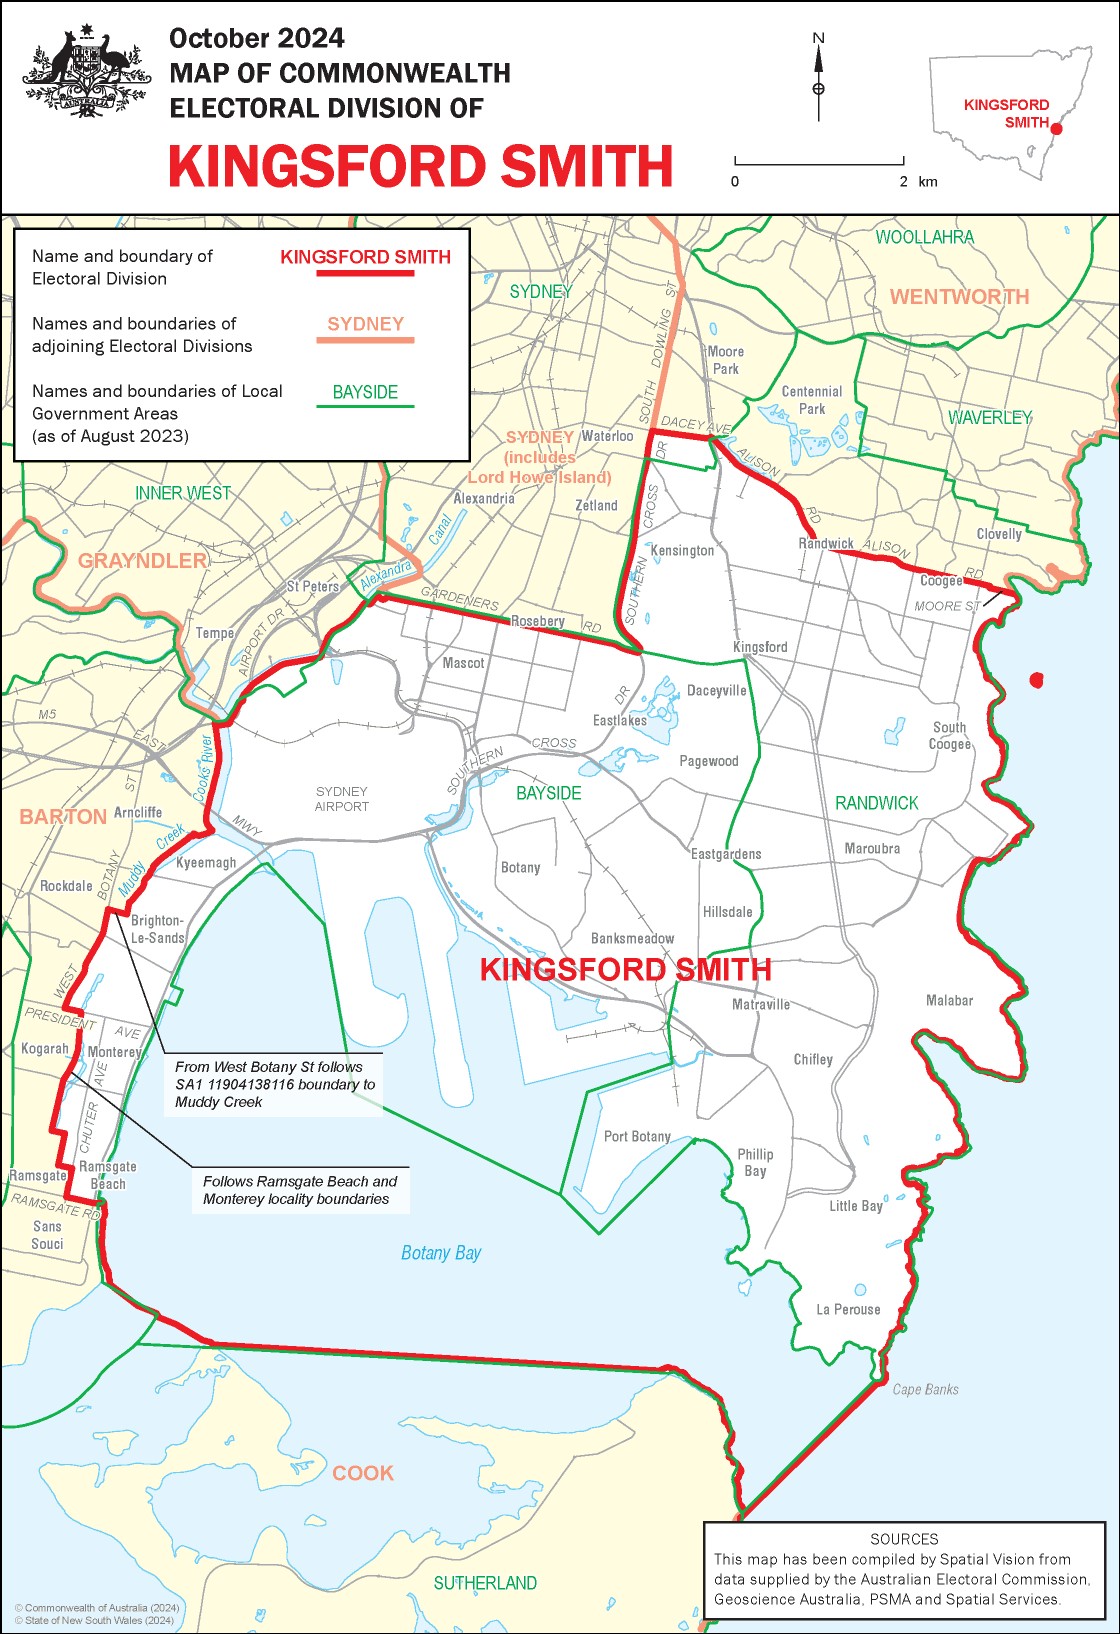 October 2024
MAP OF COMMONWEALTH
ELECTORAL DIVISION OF
KINGSFORD SMITH
AUSTRALIA
N
0 2 km
KINGSFORD
SMITH
Name and boundary of
Electoral Division
KINGSFORD SMITH
Names and boundaries of
adjoining Electoral Divisions
SYDNEY
Names and boundaries of Local
Government Areas
(as of August 2023)
BAYSIDE
WOOLLAHRA
WENTWORTH
SYDNEY
SOUTH DOWLING ST
Moore
Park
Centennial
Park
WAVERLEY
DACEY AVE
SYDNEY
(includes
Lord Howe Island)
Waterloo
ALISON RD
INNER WEST
Alexandria
Zetland
SOUTHERN CROSS DR
Canal
Clovelly
Kensington
Randwick
ALISON RD
GRAYNDLER
St Peters
Alexandra
GARDENERS RD
Coogee
MOORE ST
Rosebery
Tempe
AIRPORT DR
Mascot
Kingsford
Daceyville
DR
M5
EAST
Eastlakes
South
Coogee
CROSS
SOUTHERN
Pagewood
Cooks River
ST
SYDNEY
AIRPORT
BAYSIDE
RANDWICK
BARTON
Arncliffe
MWY
Muddy Creek
Kyeemagh
Maroubra
Eastgardens
Botany
Rockdale
BOTANY
Brighton-
Le-Sands
Hillsdale
Banksmeadow
KINGSFORD SMITH
WEST
Malabar
Matraville
PRESIDENT AVE
Kogarah
Monterey
Chifley
From West Botany St follows
SA1 11904138116 boundary to
Muddy Creek
CHUTER AVE
Port Botany
Phillip
Bay
Ramsgate
Ramsgate
Beach
Follows Ramsgate Beach and
Monterey locality boundaries
RAMSGATE RD
Little Bay
Sans
Souci
Botany Bay
La Perouse
Cape Banks
COOK
SUTHERLAND
SOURCES
This map has been compiled by Spatial Vision from
data supplied by the Australian Electoral Commission,
Geoscience Australia, PSMA and Spatial Services.
© Commonwealth of Australia (2024)
© State of New South Wales (2024)